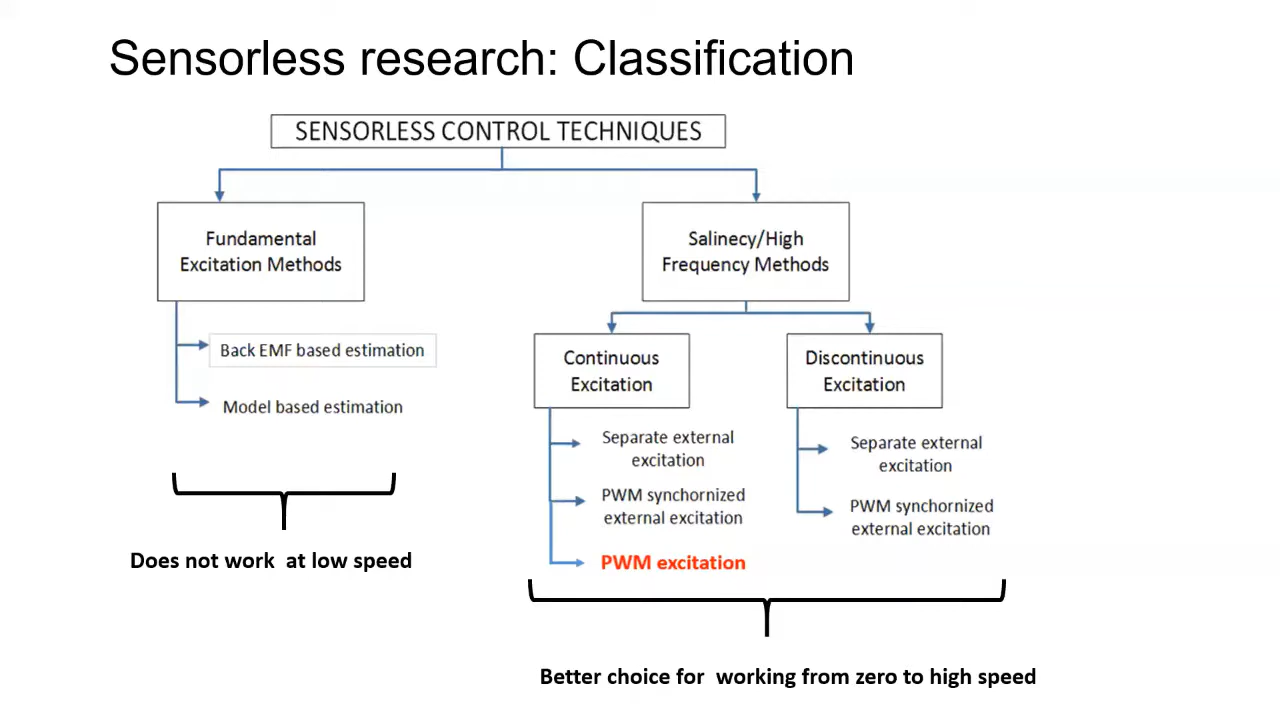 Sensorless research: Classification
SENSORLESS CONTROL TECHNIQUES
Fundamental
Excitation Methods
Back EMF based estimation
Model based estimation
Does not work at low speed
Salinecy/High
Frequency Methods
Continuous
Excitation
Separate external
excitation
PWM synchornized
external excitation
PWM excitation
Discontinuous
Excitation
Separate external
excitation
PWM synchornized
external excitation
Better choice for working from zero to high speed